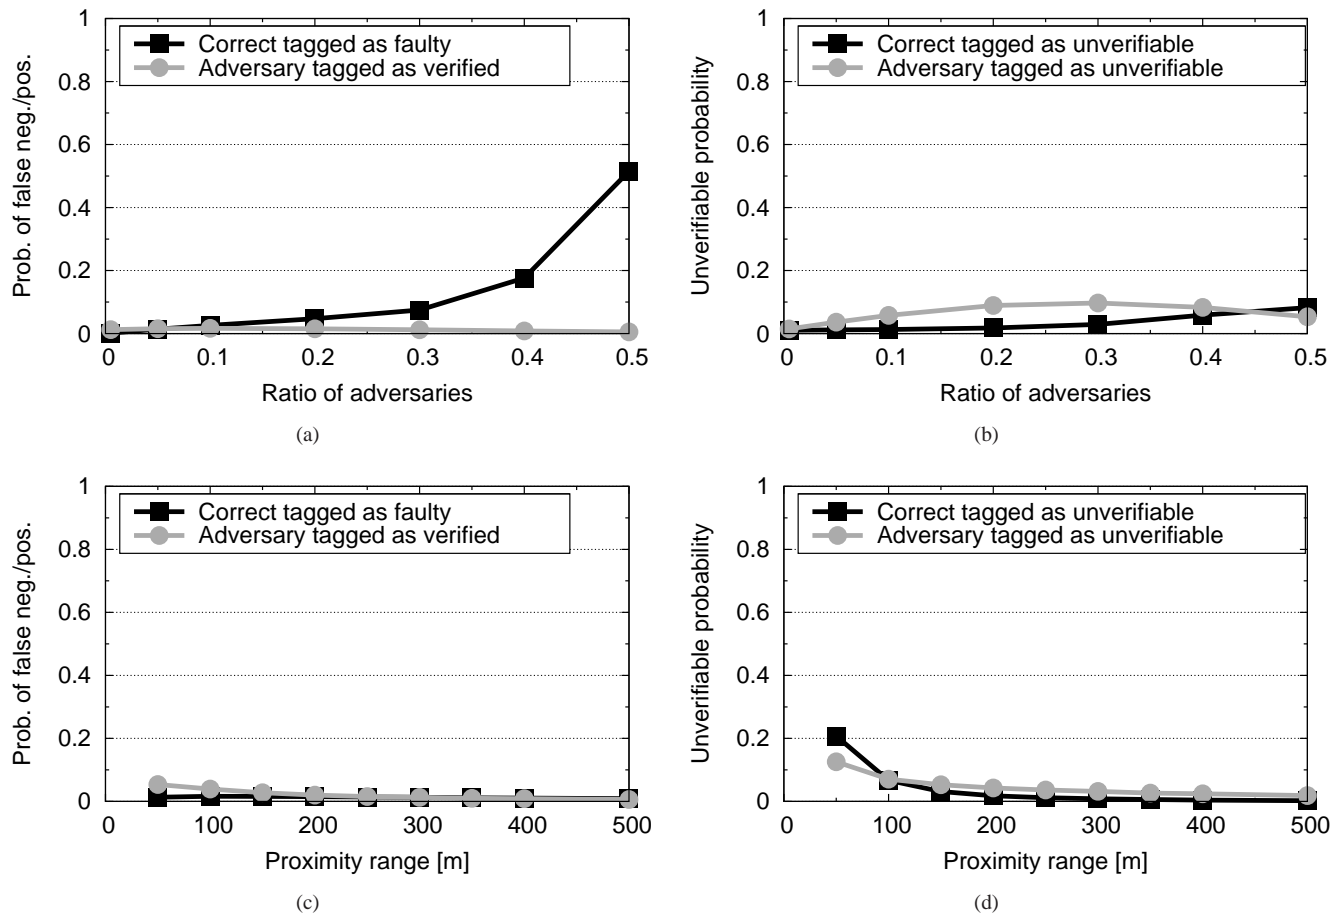 Prob. of false neg./pos.
1
0.8
0.6
0.4
0.2
0
Correct tagged as faulty
Adversary tagged as verified
0 0.1 0.2 0.3 0.4 0.5
Ratio of adversaries
(a)
Unverifiable probability
1
0.8
0.6
0.4
0.2
0
Correct tagged as unverifiable
Adversary tagged as unverifiable
0 0.1 0.2 0.3 0.4 0.5
Ratio of adversaries
(b)
Prob. of false neg./pos.
1
0.8
0.6
0.4
0.2
0
Correct tagged as faulty
Adversary tagged as verified
0 100 200 300 400 500
Proximity range [m]
(c)
Unverifiable probability
1
0.8
0.6
0.4
0.2
0
Correct tagged as unverifiable
Adversary tagged as unverifiable
0 100 200 300 400 500
Proximity range [m]
(d)